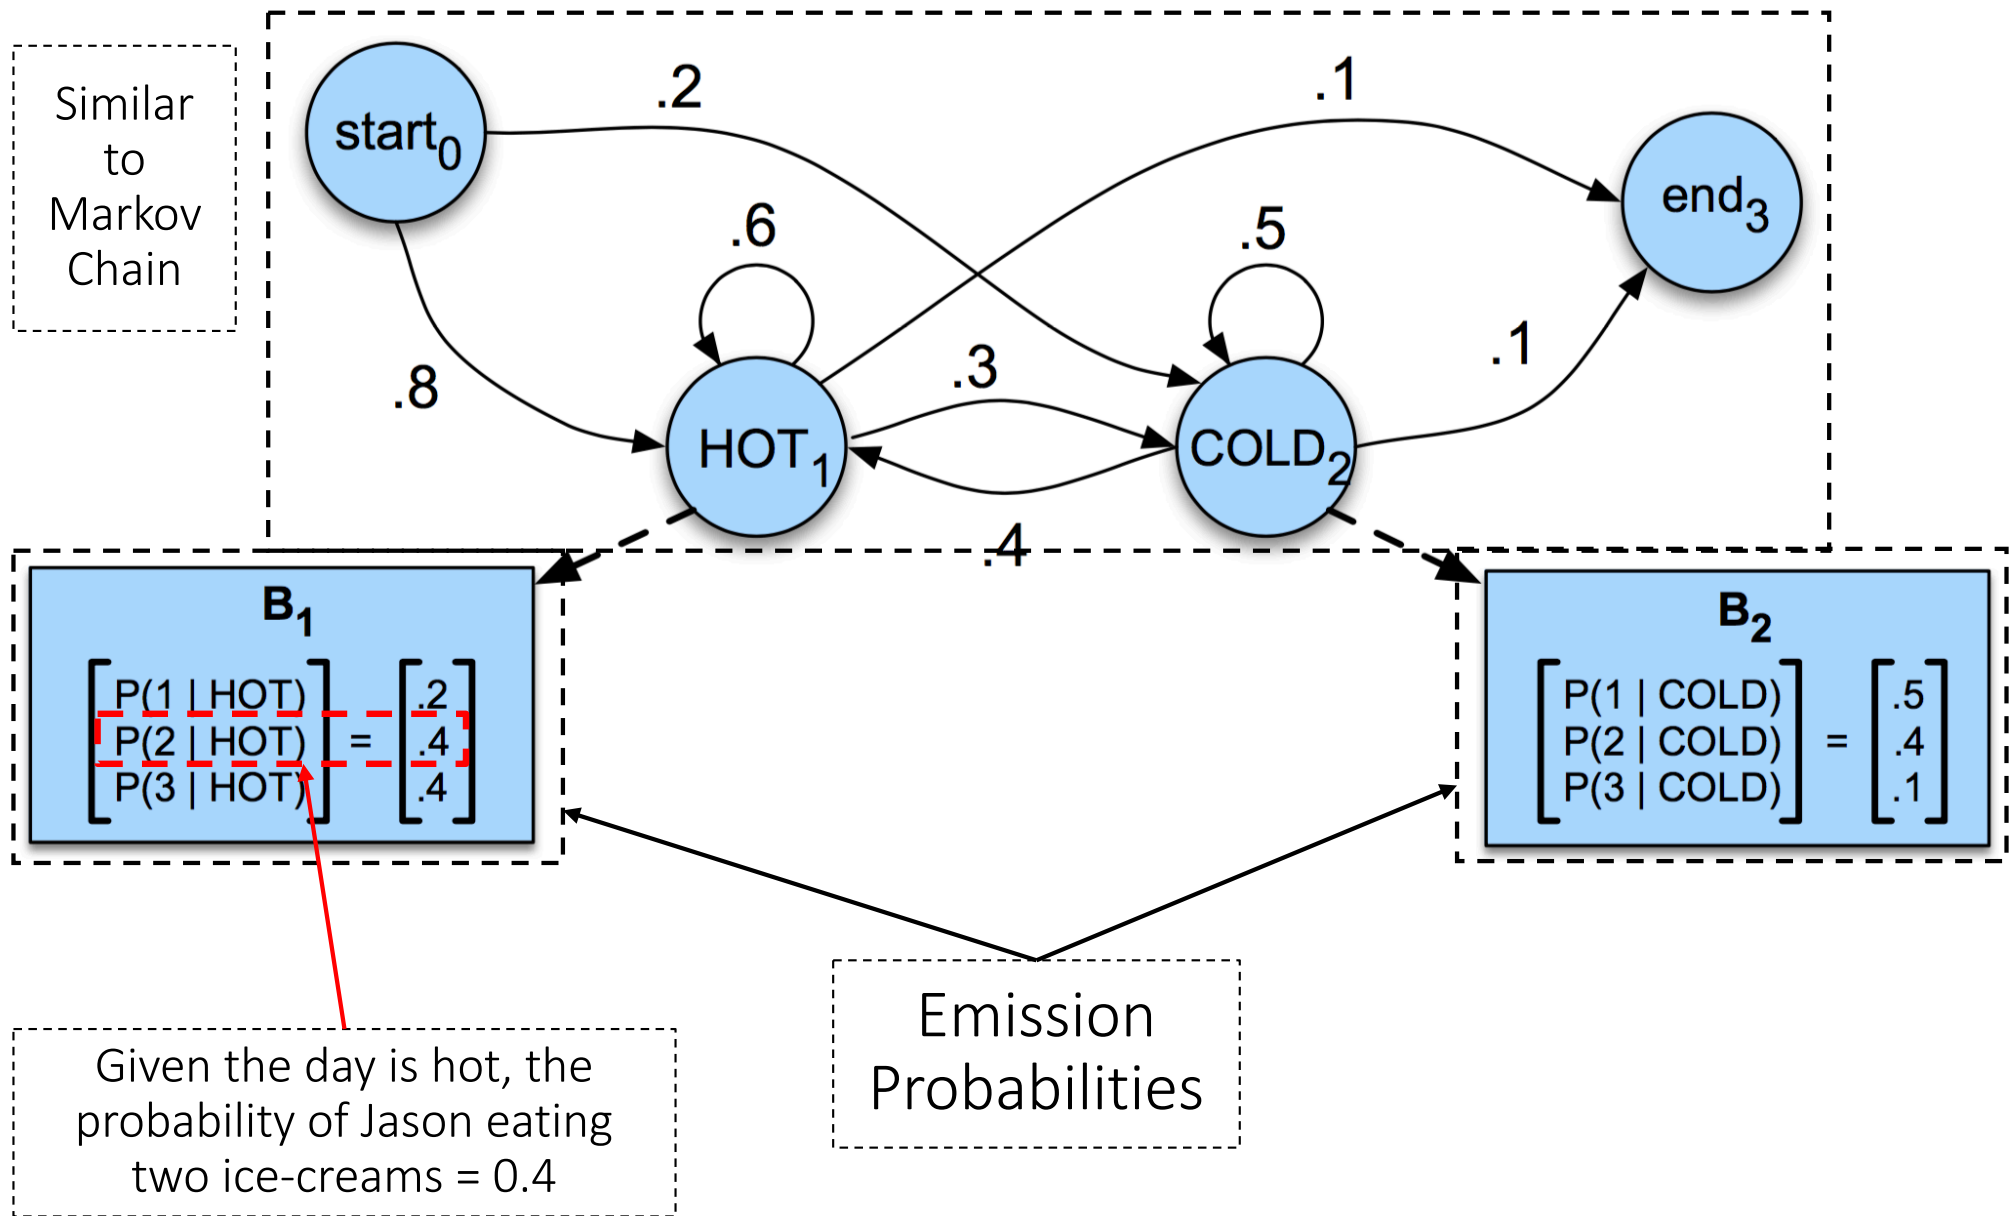 Similar
to
Markov
Chain
start0
.2
.1
end3
.6
.5
.8
.3
.1
HOT1
COLD2
.4
B1
P(1 | HOT) .2
P(2 | HOT) = .4
P(3 | HOT) .4
B2
P(1 | COLD) .5
P(2 | COLD) = .4
P(3 | COLD) .1
Emission
Probabilities
Given the day is hot, the
probability of Jason eating
two ice-creams = 0.4